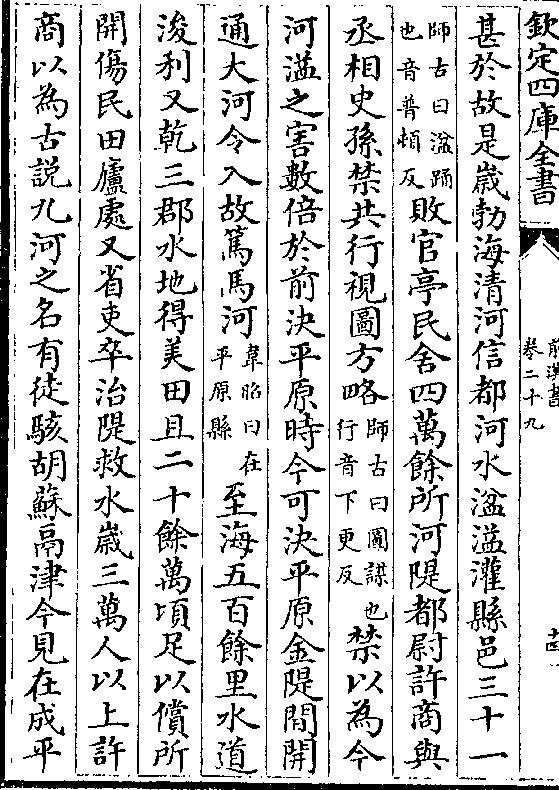 欽定四庫全書
前漢書
卷二十九
十四
甚於故是歳勃海清河信都河水湓溢灌縣邑三十一
師古曰湓踊
也音普頓反
敗官亭民舎四萬餘所河隄都尉許商與
丞相史孫禁共行視圖方略
師古曰圖謀也
行音下更反
禁以為今
河溢之害數倍於前決平原時今可決平原金隄間開
通大河令入故篤馬河
韋昭曰在
平原縣
至海五百餘里水道
浚利又乾三郡水地得美田且二十餘萬頃足以償所
開傷民田廬處又省吏卒治隄救水歳三萬人以上許
商以為古説九河之名有徒駭胡蘇鬲津今見在成平